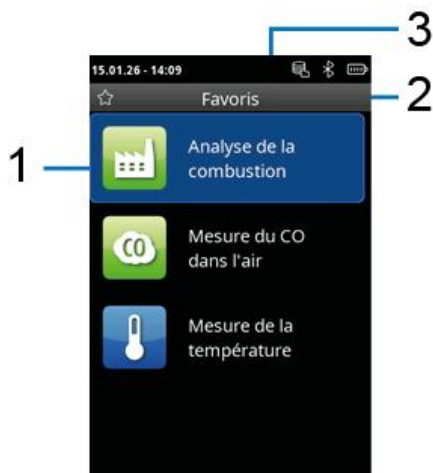 3
15.01.26 - 14:09
Favoris
2
1
Analyse de la
combustion
CO
Mesure du CO
dans l'air
Mesure de la
température